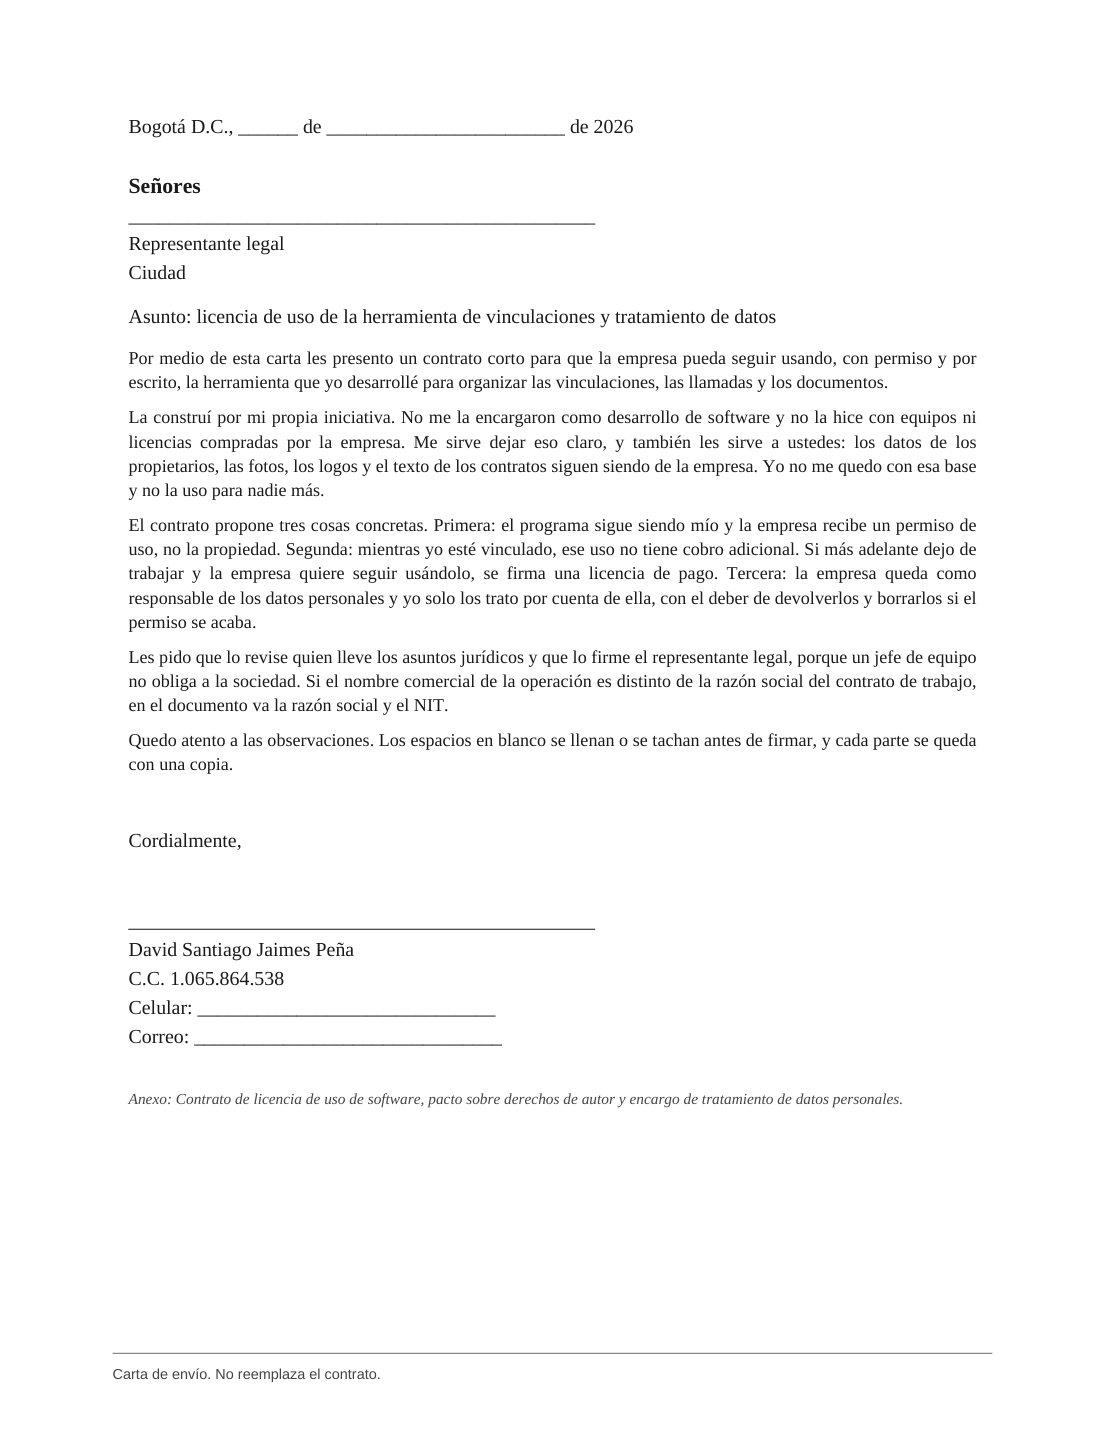 Bogotá D.C., ______ de ________________________ de 2026
Señores
_______________________________________________
Representante legal
Ciudad
Asunto: licencia de uso de la herramienta de vinculaciones y tratamiento de datos
Por medio de esta carta les presento un contrato corto para que la empresa pueda seguir usando, con permiso y por
escrito, la herramienta que yo desarrollé para organizar las vinculaciones, las llamadas y los documentos.
La construí por mi propia iniciativa. No me la encargaron como desarrollo de software y no la hice con equipos ni
licencias compradas por la empresa. Me sirve dejar eso claro, y también les sirve a ustedes: los datos de los
propietarios, las fotos, los logos y el texto de los contratos siguen siendo de la empresa. Yo no me quedo con esa base
y no la uso para nadie más.
El contrato propone tres cosas concretas. Primera: el programa sigue siendo mío y la empresa recibe un permiso de
uso, no la propiedad. Segunda: mientras yo esté vinculado, ese uso no tiene cobro adicional. Si más adelante dejo de
trabajar y la empresa quiere seguir usándolo, se firma una licencia de pago. Tercera: la empresa queda como
responsable de los datos personales y yo solo los trato por cuenta de ella, con el deber de devolverlos y borrarlos si el
permiso se acaba.
Les pido que lo revise quien lleve los asuntos jurídicos y que lo firme el representante legal, porque un jefe de equipo
no obliga a la sociedad. Si el nombre comercial de la operación es distinto de la razón social del contrato de trabajo,
en el documento va la razón social y el NIT.
Quedo atento a las observaciones. Los espacios en blanco se llenan o se tachan antes de firmar, y cada parte se queda
con una copia.
Cordialmente,
_______________________________________________
David Santiago Jaimes Peña
C.C. 1.065.864.538
Celular: ______________________________
Correo: _______________________________
Anexo: Contrato de licencia de uso de software, pacto sobre derechos de autor y encargo de tratamiento de datos personales.
Carta de envío. No reemplaza el contrato.